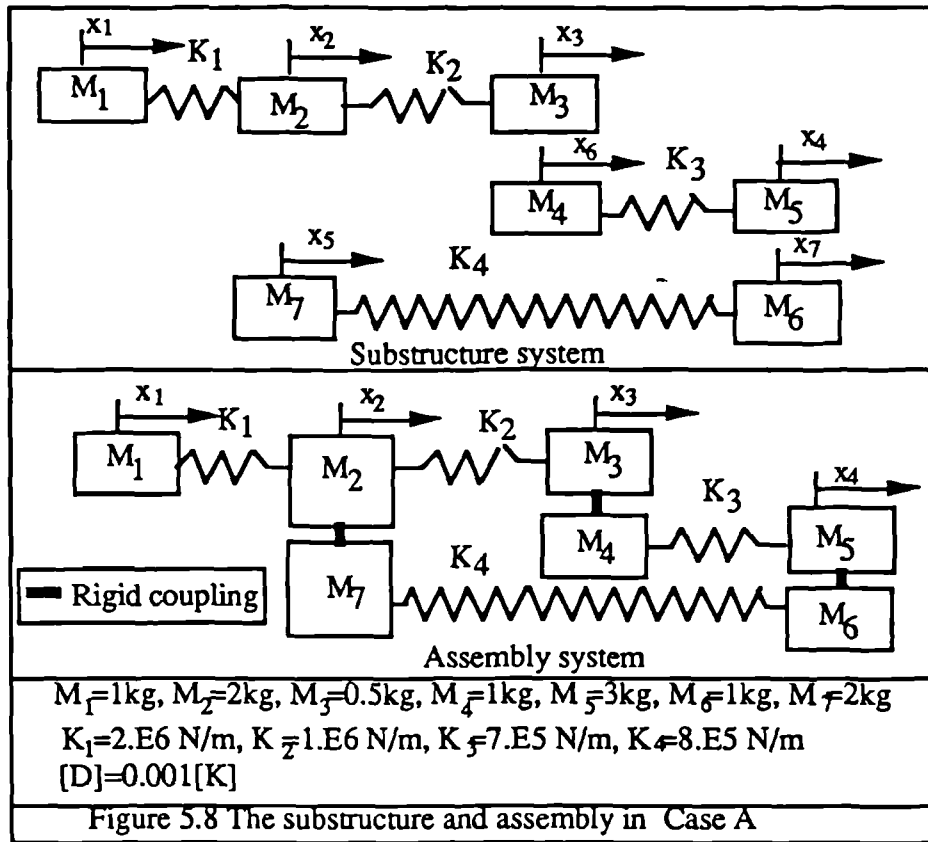 x1 x2 x3
K1 K2
M1 M2 M3
x6 x4
K3
M4 M5
x5 x7
K4
M7 M6
Substructure system
x1 x2 x3
K1 K2
M1 M2 M3
K3 x4
M4 M5
K4
Rigid coupling M7 M6
Assembly system
M1=1kg, M2=2kg, M3=0.5kg, M4=1kg, M5=3kg, M6=1kg, M7=2kg
K1=2.E6 N/m, K2=1.E6 N/m, K3=7.E5 N/m, K4=8.E5 N/m
[D]=0.001[K]
Figure 5.8 The substructure and assembly in Case A